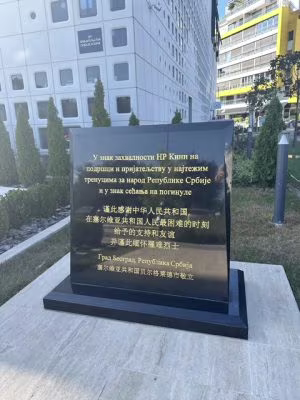 У знак захвалности НР Кини на
подршци и пријатељству у најтежим
тренуцима за народ Републике Србије
и у знак сећања на погинуле
谨此感谢中华人民共和国
在塞尔维亚共和国人民最困难的时刻
给予的支持和友谊
并谨此缅怀罹难烈士
Град Београд, Република Србија
塞尔维亚共和国贝尔格莱德市敬立